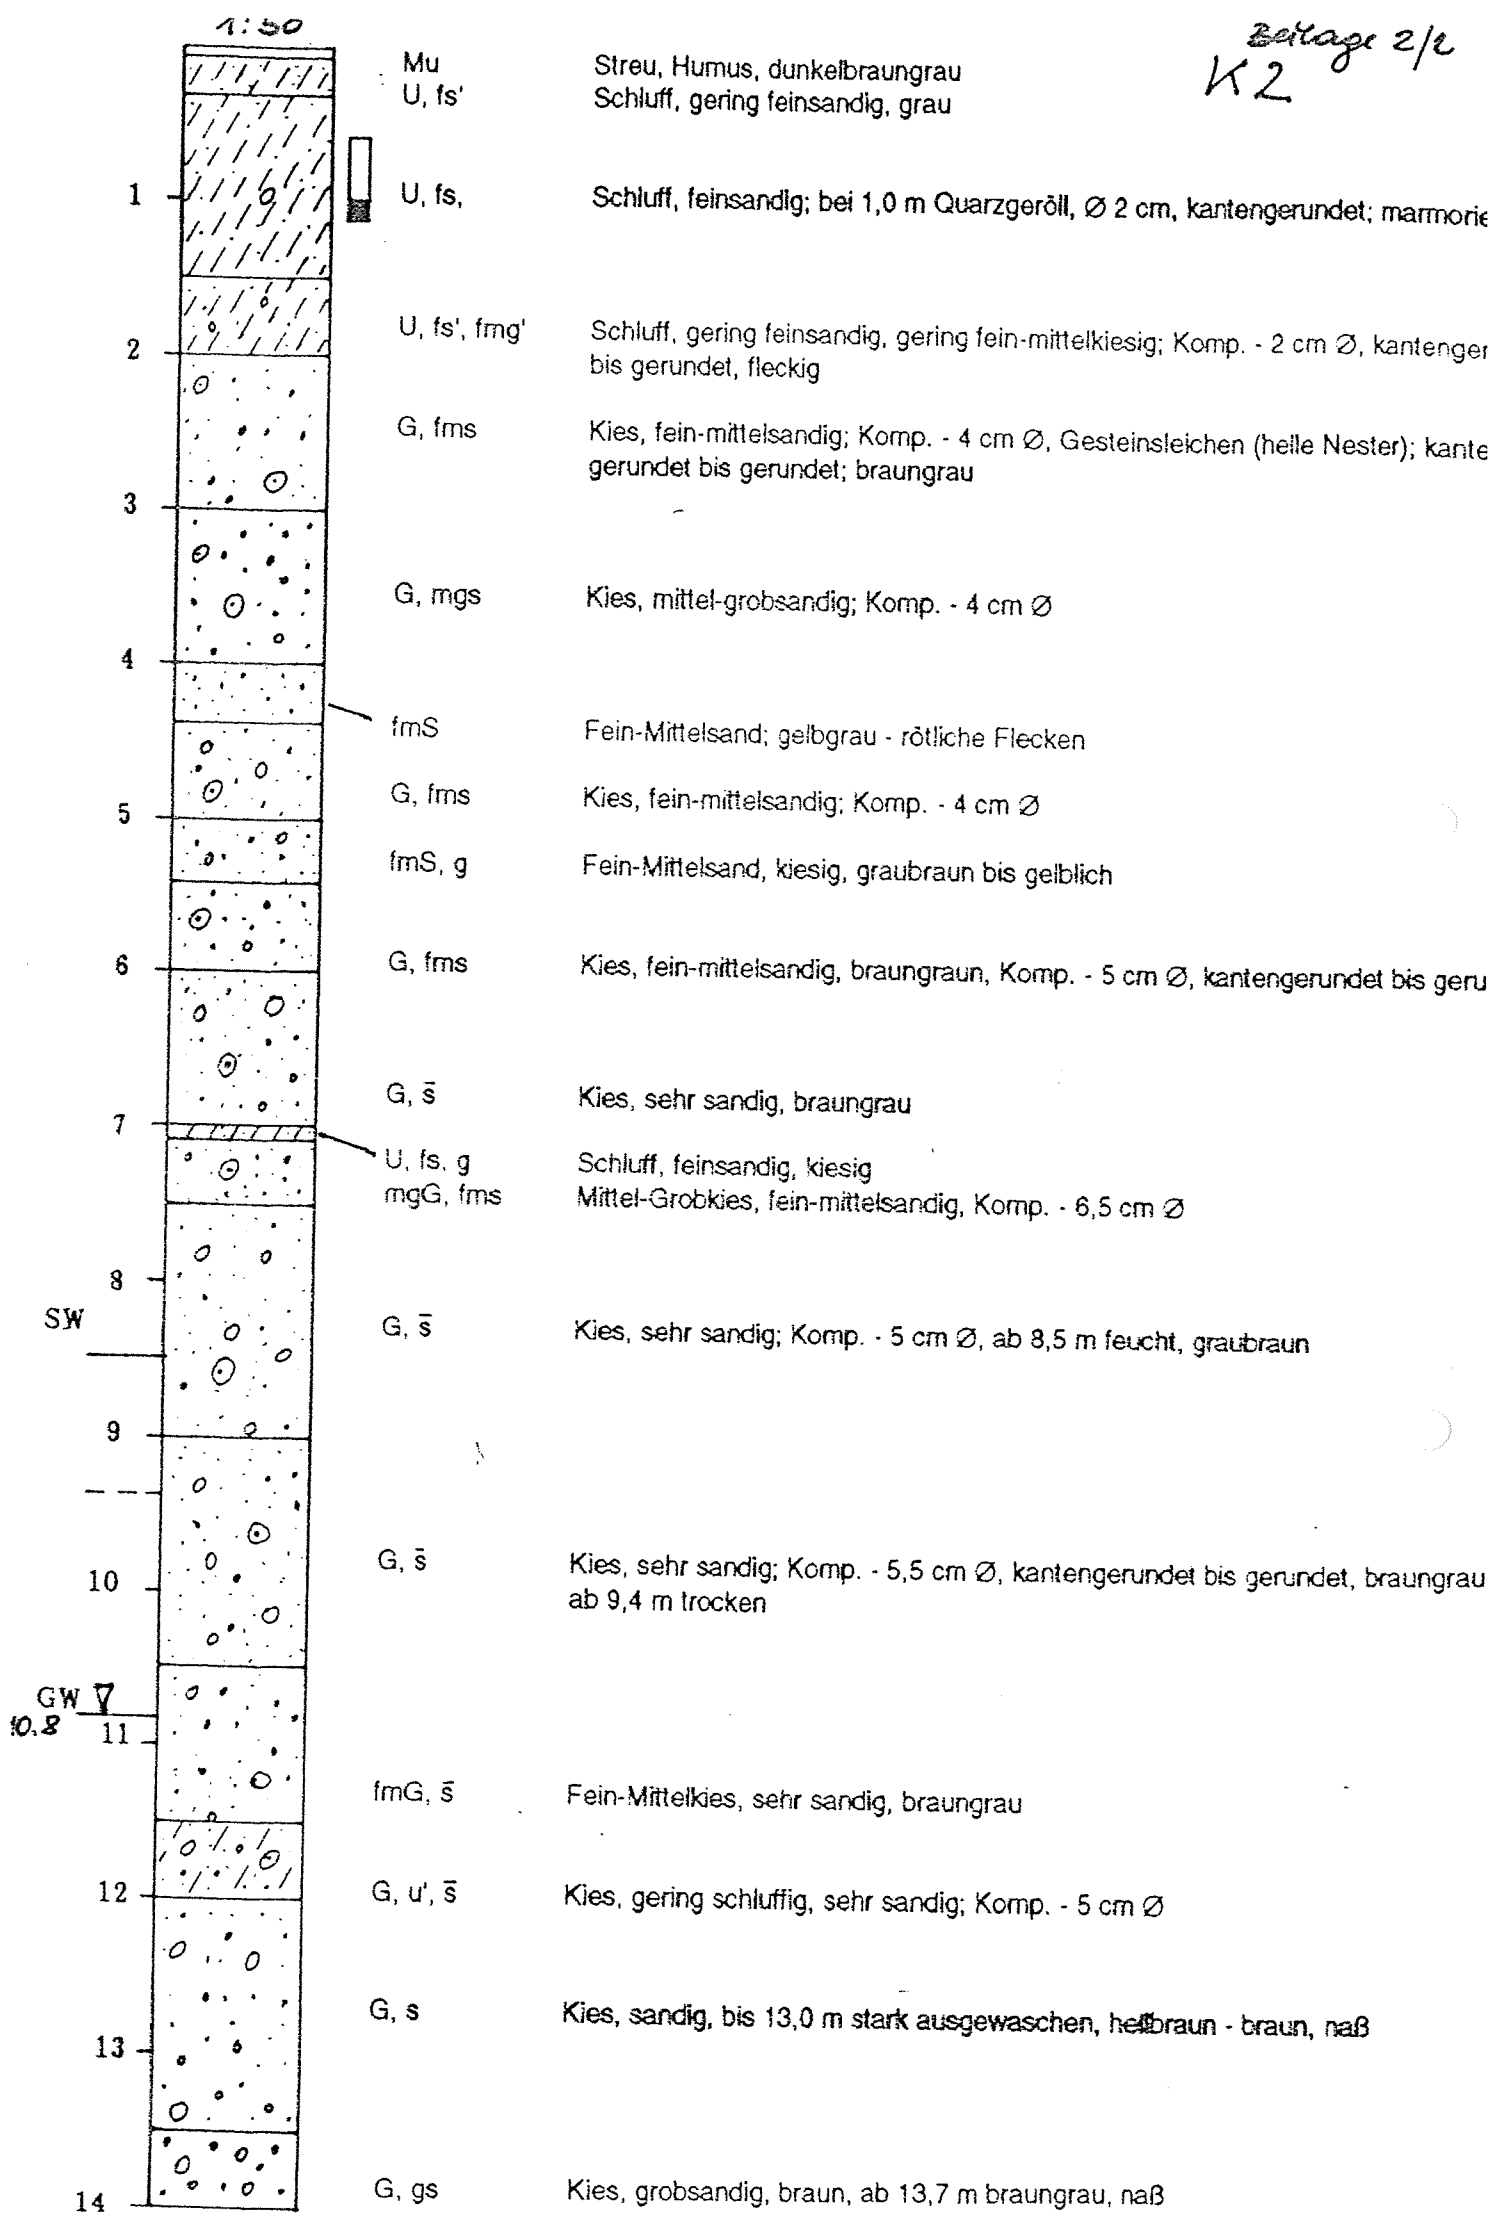 1:50
Beilage 2/2
K2
Mu Streu, Humus, dunkelbraungrau
U, fs' Schluff, gering feinsandig, grau
1 U, fs, Schluff, feinsandig; bei 1,0 m Quarzgeröll, Ø 2 cm, kantengerundet; marmorie
U, fs', fmg' Schluff, gering feinsandig, gering fein-mittelkiesig; Komp. - 2 cm Ø, kantenger
2
bis gerundet, fleckig
G, fms Kies, fein-mittelsandig; Komp. - 4 cm Ø, Gesteinsleichen (helle Nester); kante
gerundet bis gerundet; braungrau
3
G, mgs Kies, mittel-grobsandig; Komp. - 4 cm Ø
4
fmS Fein-Mittelsand; gelbgrau - rötliche Flecken
G, fms Kies, fein-mittelsandig; Komp. - 4 cm Ø
5
fmS, g Fein-Mittelsand, kiesig, graubraun bis gelblich
6 G, fms Kies, fein-mittelsandig, braungraun, Komp. - 5 cm Ø, kantengerundet bis geru
G, s̄ Kies, sehr sandig, braungrau
7
U, fs, g Schluff, feinsandig, kiesig
mgG, fms Mittel-Grobkies, fein-mittelsandig, Komp. - 6,5 cm Ø
8
SW
G, s̄ Kies, sehr sandig; Komp. - 5 cm Ø, ab 8,5 m feucht, graubraun
9
G, s̄ Kies, sehr sandig; Komp. - 5,5 cm Ø, kantengerundet bis gerundet, braungrau
10
ab 9,4 m trocken
GW
10.8
11
fmG, s̄ Fein-Mittelkies, sehr sandig, braungrau
12 G, u', s̄ Kies, gering schluffig, sehr sandig; Komp. - 5 cm Ø
G, s Kies, sandig, bis 13,0 m stark ausgewaschen, hellbraun - braun, naß
13
14 G, gs Kies, grobsandig, braun, ab 13,7 m braungrau, naß